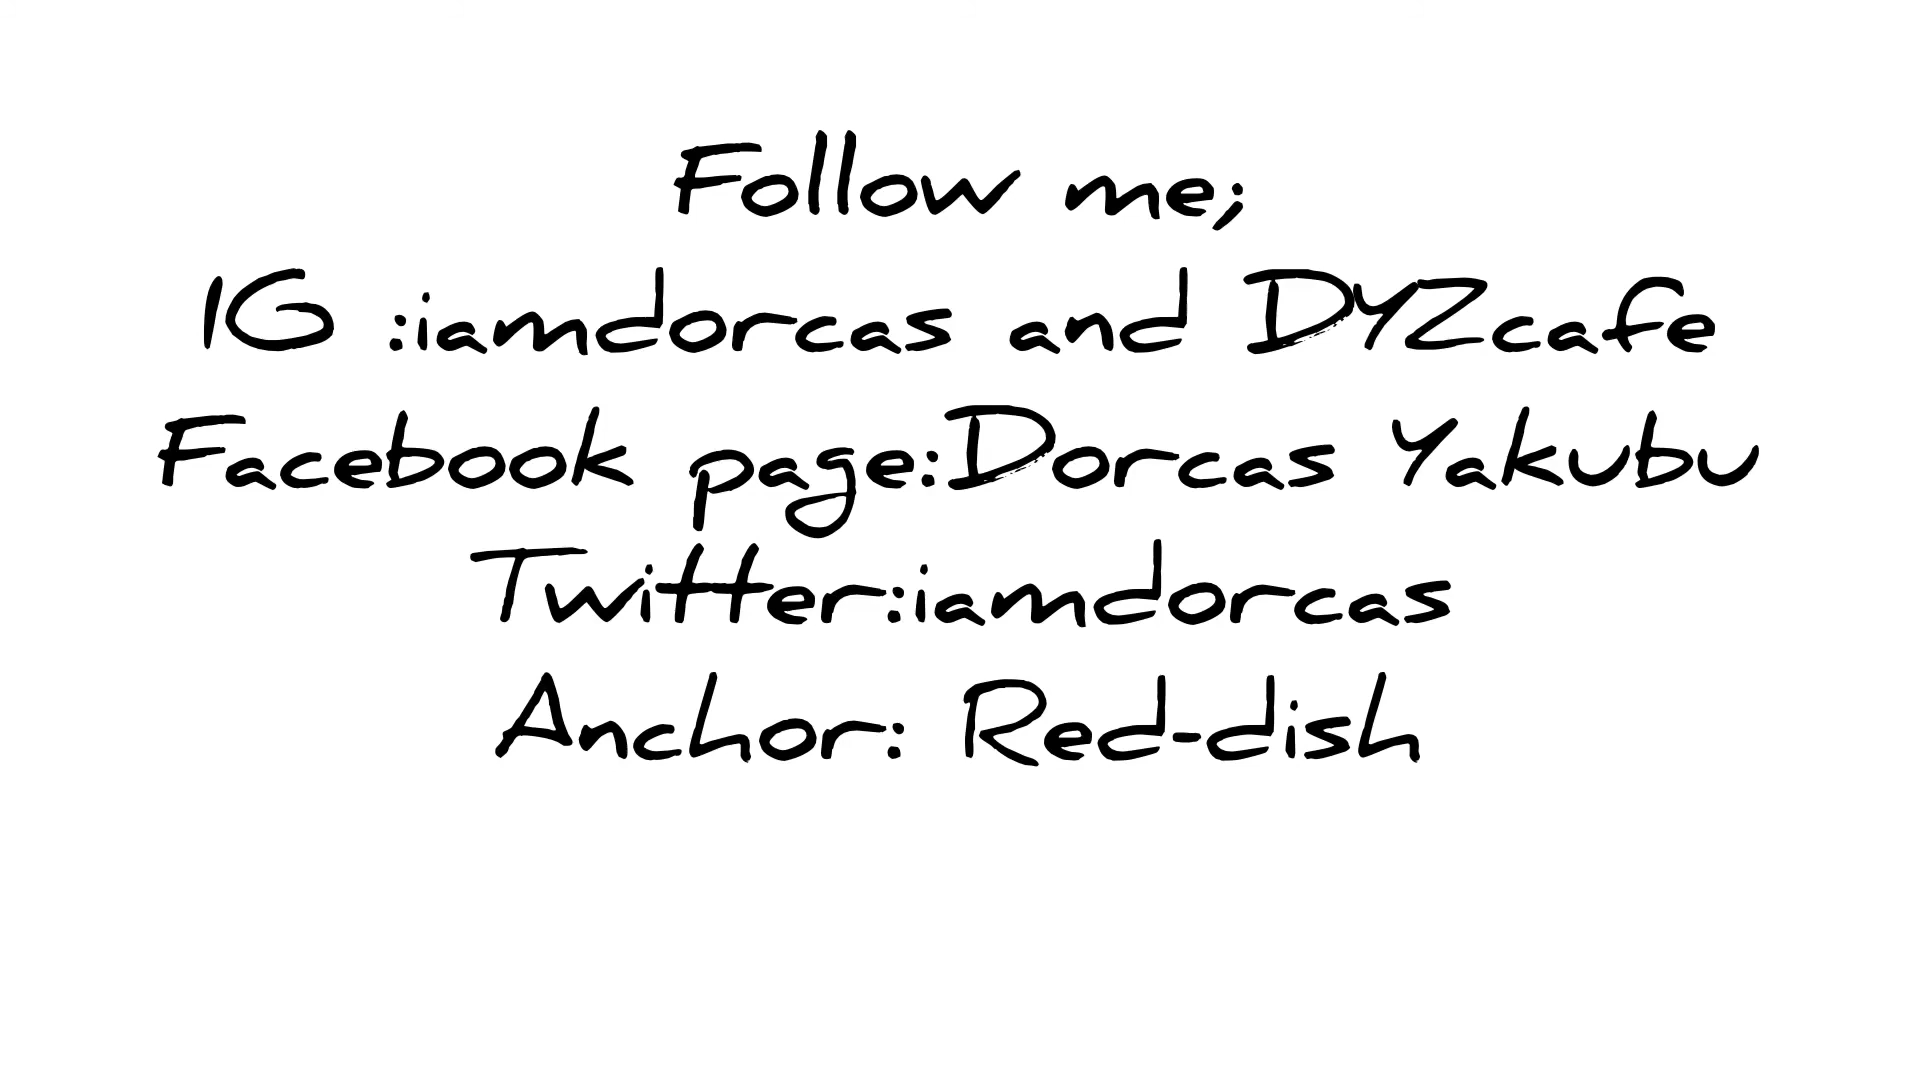 Follow me;
IG :iamdorcas and DYZcafe
Facebook page:Dorcas Yakubu
Twitter:iamdorcas
Anchor: Red-dish